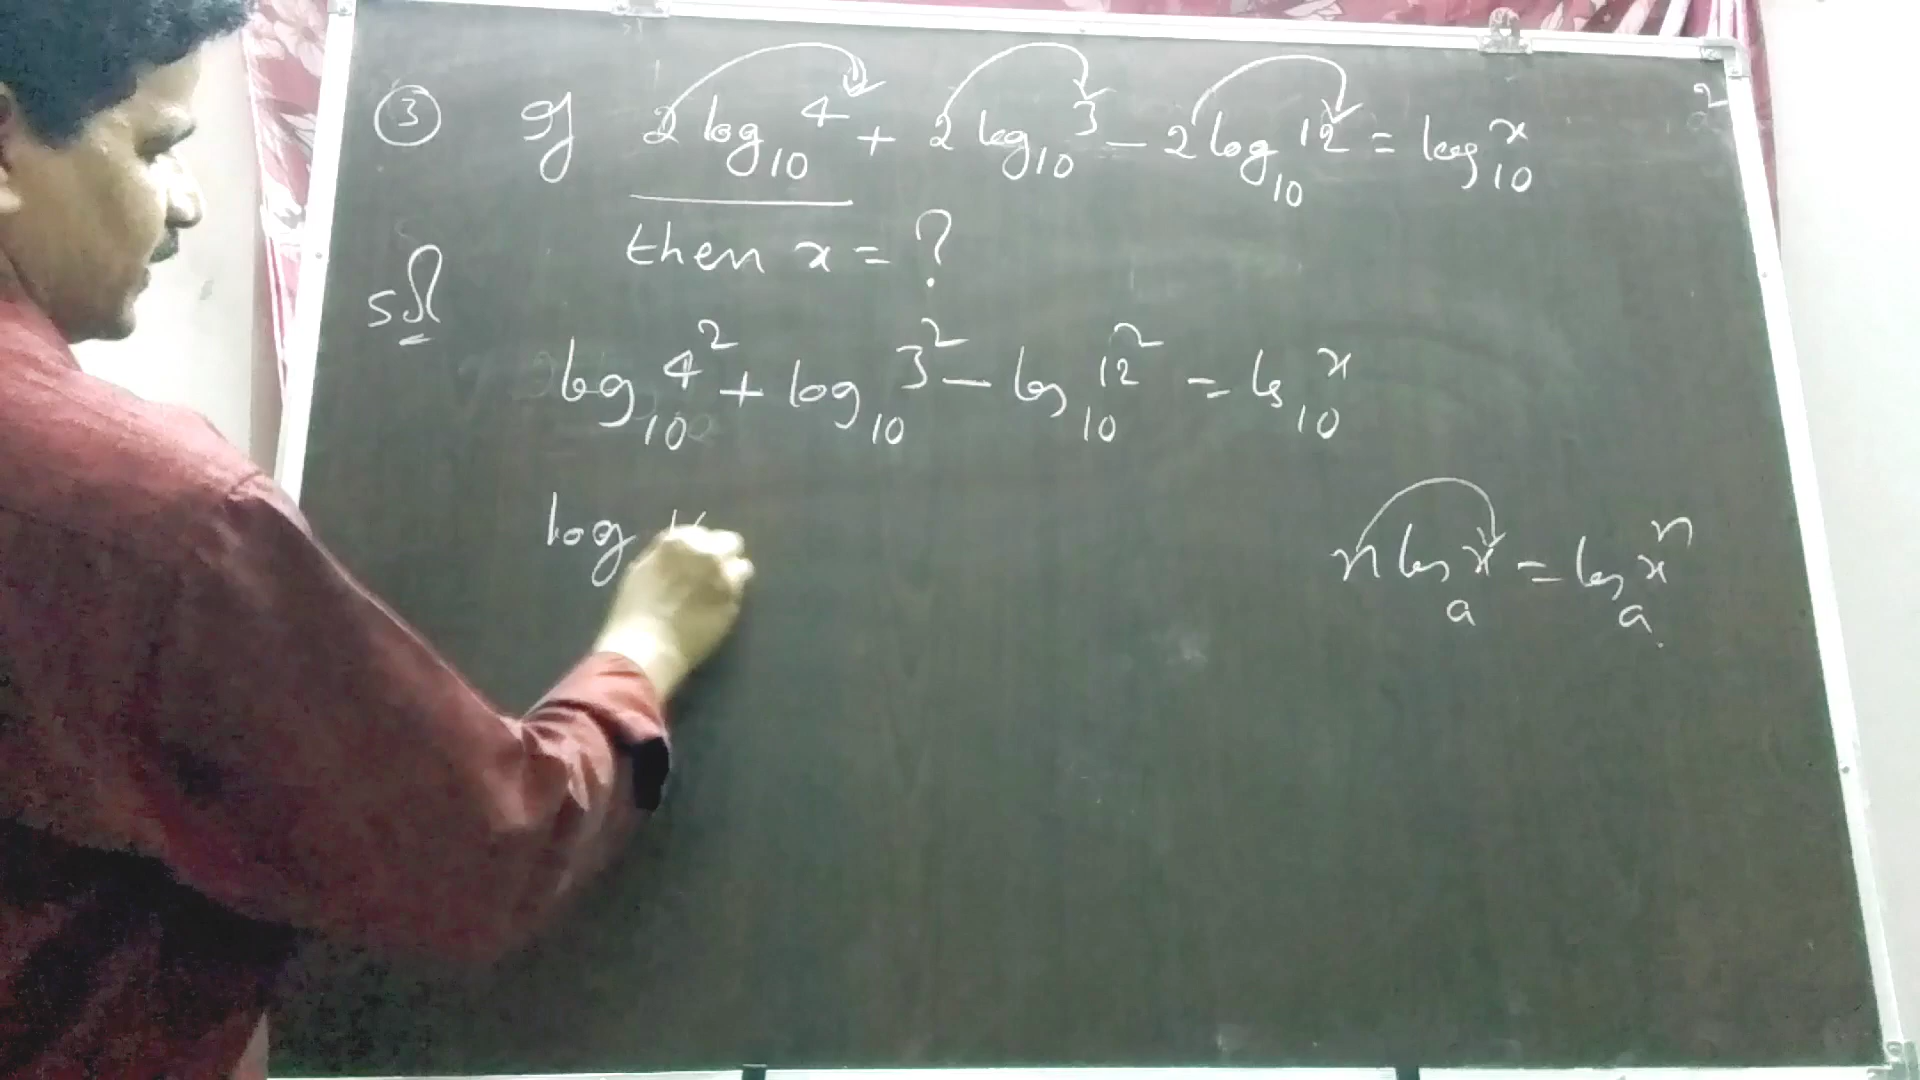 ③ If 2 log₁₀ 4 + 2 log₁₀ 3 – 2 log₁₀ 12 = log₁₀ x
then x = ?
Sol
log₁₀ 4² + log₁₀ 3² – log₁₀ 12² = log₁₀ x
log
n logₐ x = logₐ xⁿ